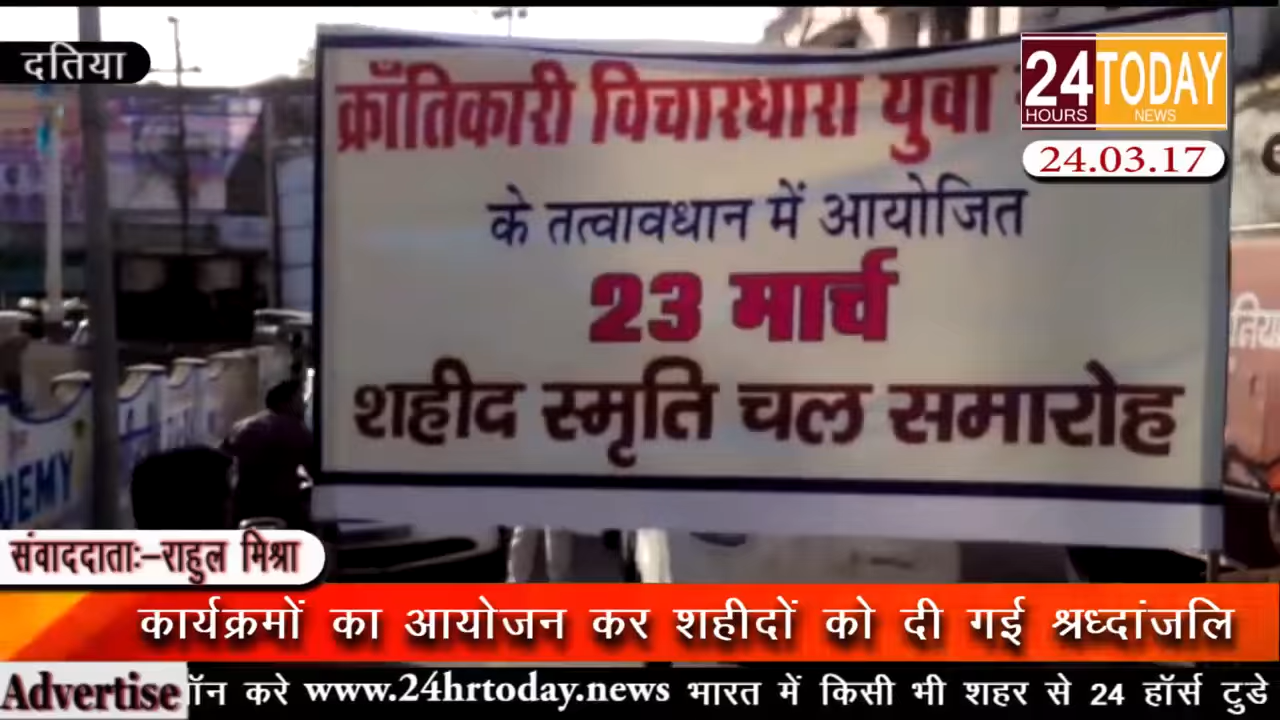 दतिया
24 TODAY
HOURS NEWS
24.03.17
क्राँतिकारी विचारधारा युवा
के तत्वावधान में आयोजित
23 मार्च
शहीद स्मृति चल समारोह
संवाददाताः-राहुल मिश्रा
कार्यक्रमों का आयोजन कर शहीदों को दी गई श्रध्दांजलि
Advertise करे www.24hrtoday.news भारत में किसी भी शहर से 24 हॉर्स टुडे